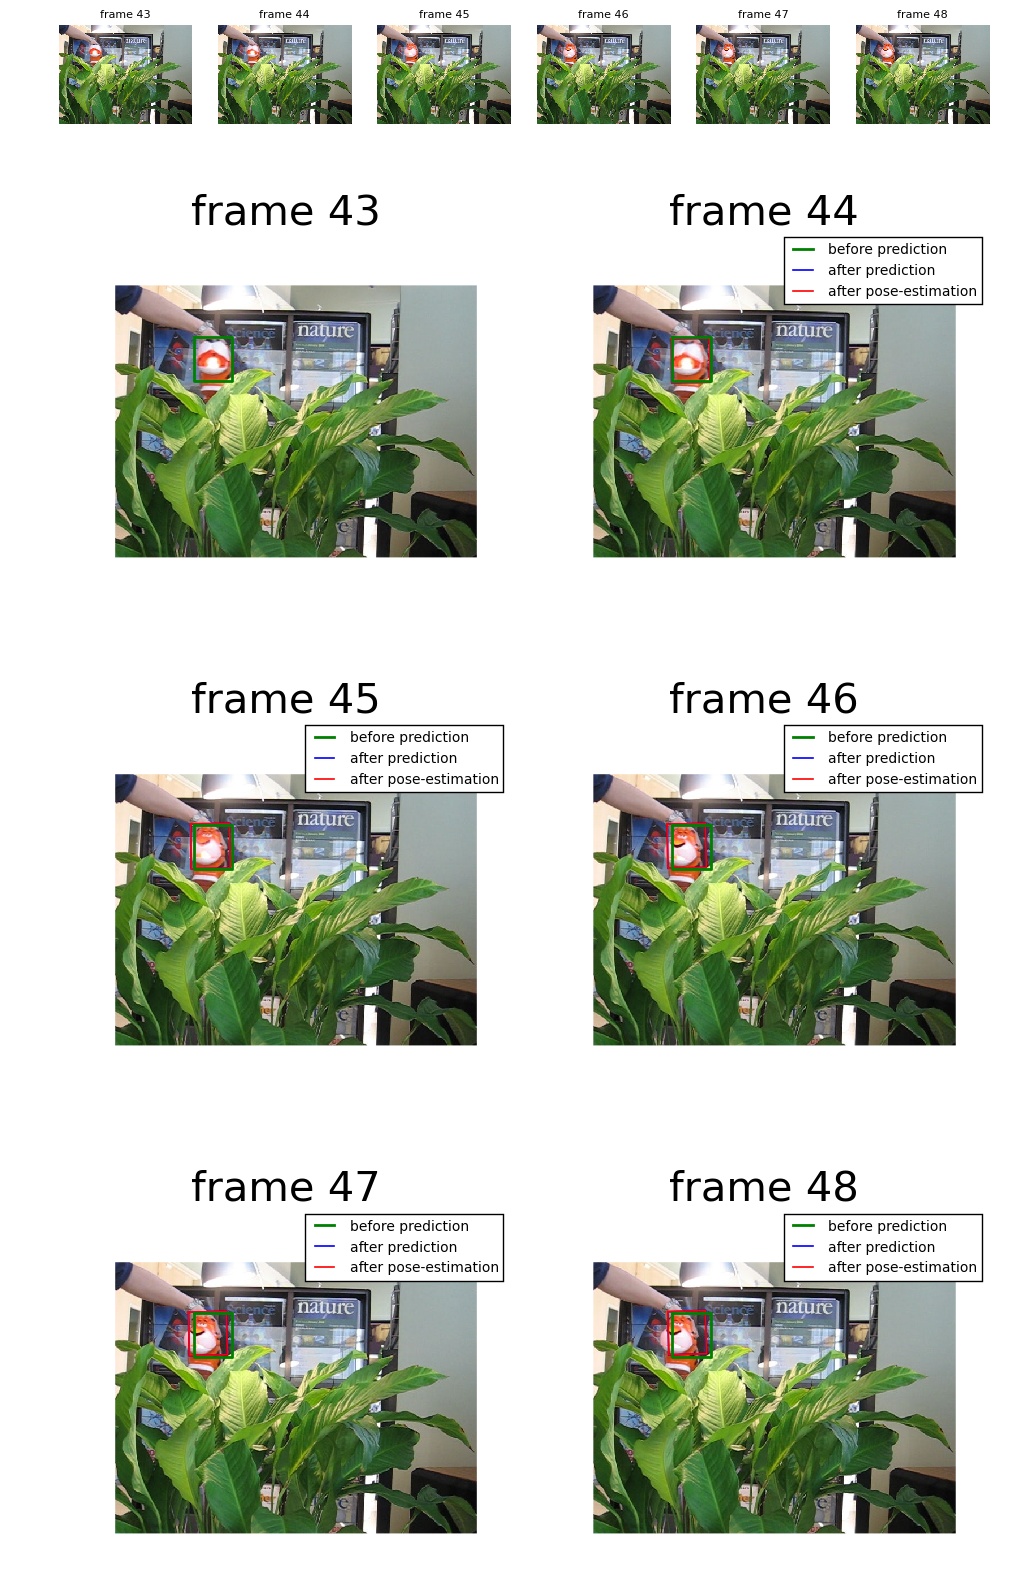 frame 43
frame 44
frame 45
frame 46
frame 47
frame 48
frame 43
Science
nature
frame 44
before prediction
after prediction
after pose-estimation
Science
nature
frame 45
before prediction
after prediction
after pose-estimation
Science
nature
frame 46
before prediction
after prediction
after pose-estimation
Science
nature
frame 47
before prediction
after prediction
after pose-estimation
Science
nature
frame 48
before prediction
after prediction
after pose-estimation
Science
nature